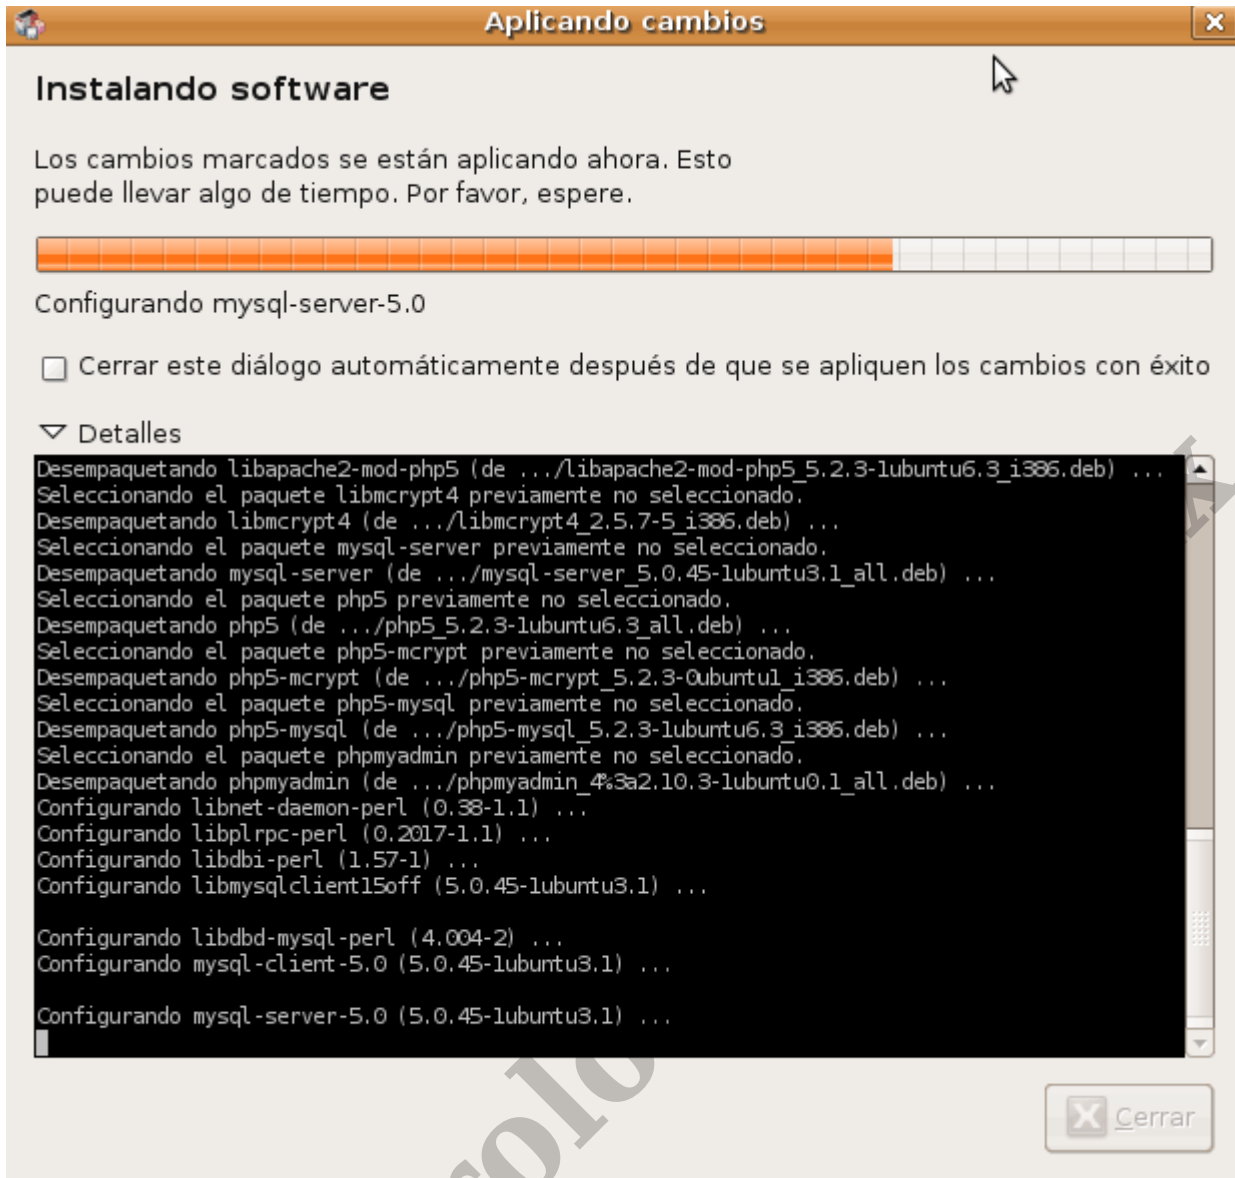 Aplicando cambios
Instalando software
Los cambios marcados se están aplicando ahora. Esto
puede llevar algo de tiempo. Por favor, espere.
Configurando mysql-server-5.0
Cerrar este diálogo automáticamente después de que se apliquen los cambios con éxito
Detalles
Desempaquetando libapache2-mod-php5 (de .../libapache2-mod-php5_5.2.3-1ubuntu6.3_i386.deb) ...
Seleccionando el paquete libmcrypt4 previamente no seleccionado.
Desempaquetando libmcrypt4 (de .../libmcrypt4_2.5.7-5_i386.deb) ...
Seleccionando el paquete mysql-server previamente no seleccionado.
Desempaquetando mysql-server (de .../mysql-server_5.0.45-1ubuntu3.1_all.deb) ...
Seleccionando el paquete php5 previamente no seleccionado.
Desempaquetando php5 (de .../php5_5.2.3-1ubuntu6.3_all.deb) ...
Seleccionando el paquete php5-mcrypt previamente no seleccionado.
Desempaquetando php5-mcrypt (de .../php5-mcrypt_5.2.3-0ubuntu1_i386.deb) ...
Seleccionando el paquete php5-mysql previamente no seleccionado.
Desempaquetando php5-mysql (de .../php5-mysql_5.2.3-1ubuntu6.3_i386.deb) ...
Seleccionando el paquete phpmyadmin previamente no seleccionado.
Desempaquetando phpmyadmin (de .../phpmyadmin_4%3a2.10.3-1ubuntu0.1_all.deb) ...
Configurando libnet-daemon-perl (0.38-1.1) ...
Configurando libplrpc-perl (0.2017-1.1) ...
Configurando libdbi-perl (1.57-1) ...
Configurando libmysqlclient15off (5.0.45-1ubuntu3.1) ...
Configurando libdbd-mysql-perl (4.004-2) ...
Configurando mysql-client-5.0 (5.0.45-1ubuntu3.1) ...
Configurando mysql-server-5.0 (5.0.45-1ubuntu3.1) ...
Cerrar